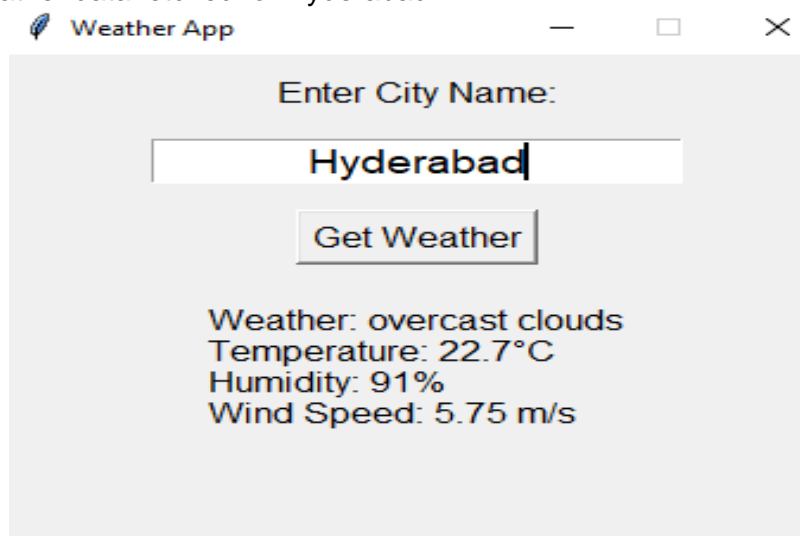 Weather App
Enter City Name:
Hyderabad
Get Weather
Weather: overcast clouds
Temperature: 22.7°C
Humidity: 91%
Wind Speed: 5.75 m/s